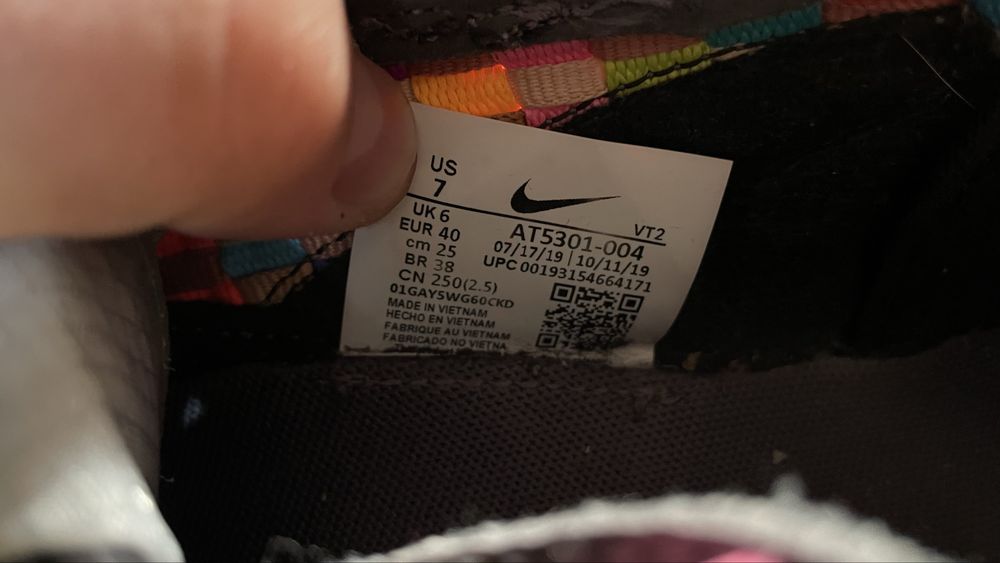 US
7
VT2
UK 6
EUR 40
cm 25
BR 38
CN 250(2.5)
01GAY5WG60CKD
MADE IN VIETNAM
HECHO EN VIETNAM
FABRIQUE AU VIETNAM
FABRICADO NO VIETNA
AT5301-004
07/17/19 | 10/11/19
UPC 00193154664171